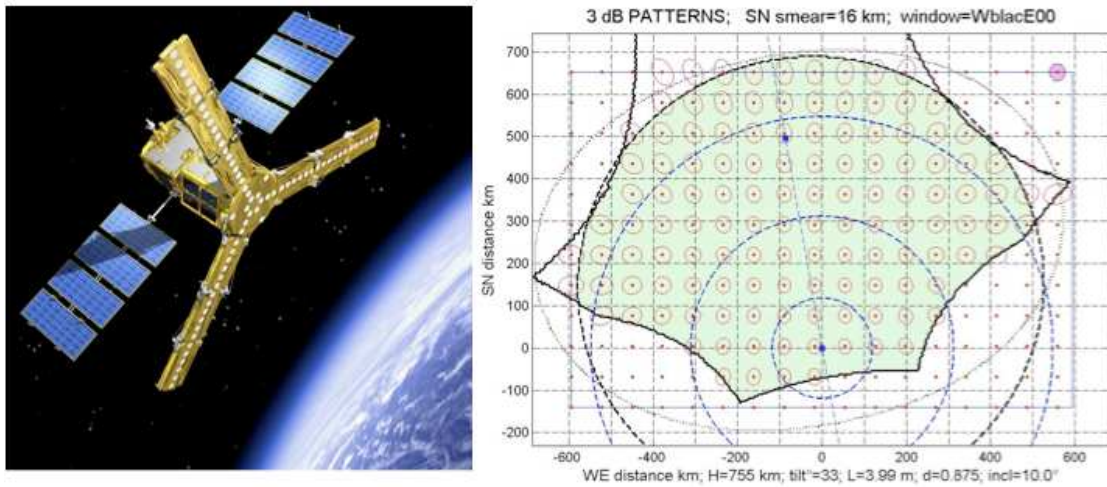 3 dB PATTERNS; SN smear=16 km; window=WblacE00
700
600
500
400
300
200
100
0
-100
-200
SN distance km
-600 -400 -200 0 200 400 600
WE distance km; H=755 km; tilt°=33; L=3.99 m; d=0.875; incl=10.0°